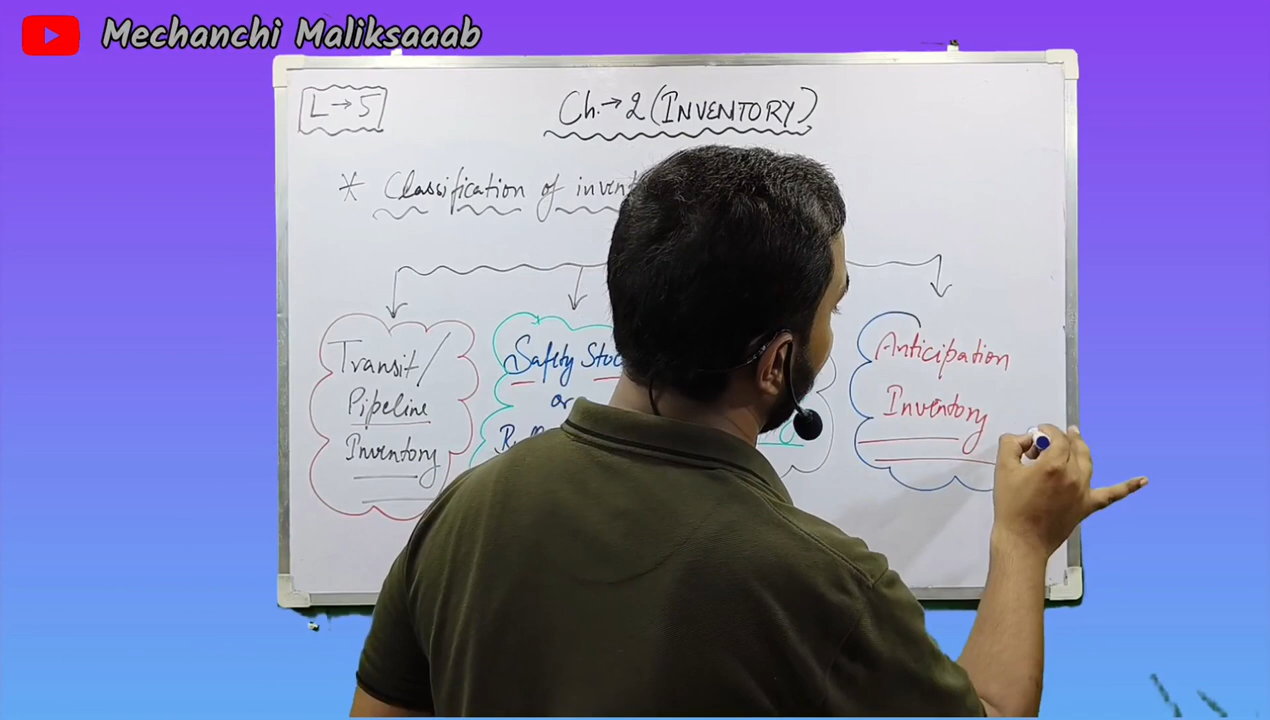 Mechanchi Maliksaaab
L → 5
Ch. → 2 (INVENTORY)
* Classification of
Transit/
Pipeline
Inventory
Safety
or
Anticipation
Inventory